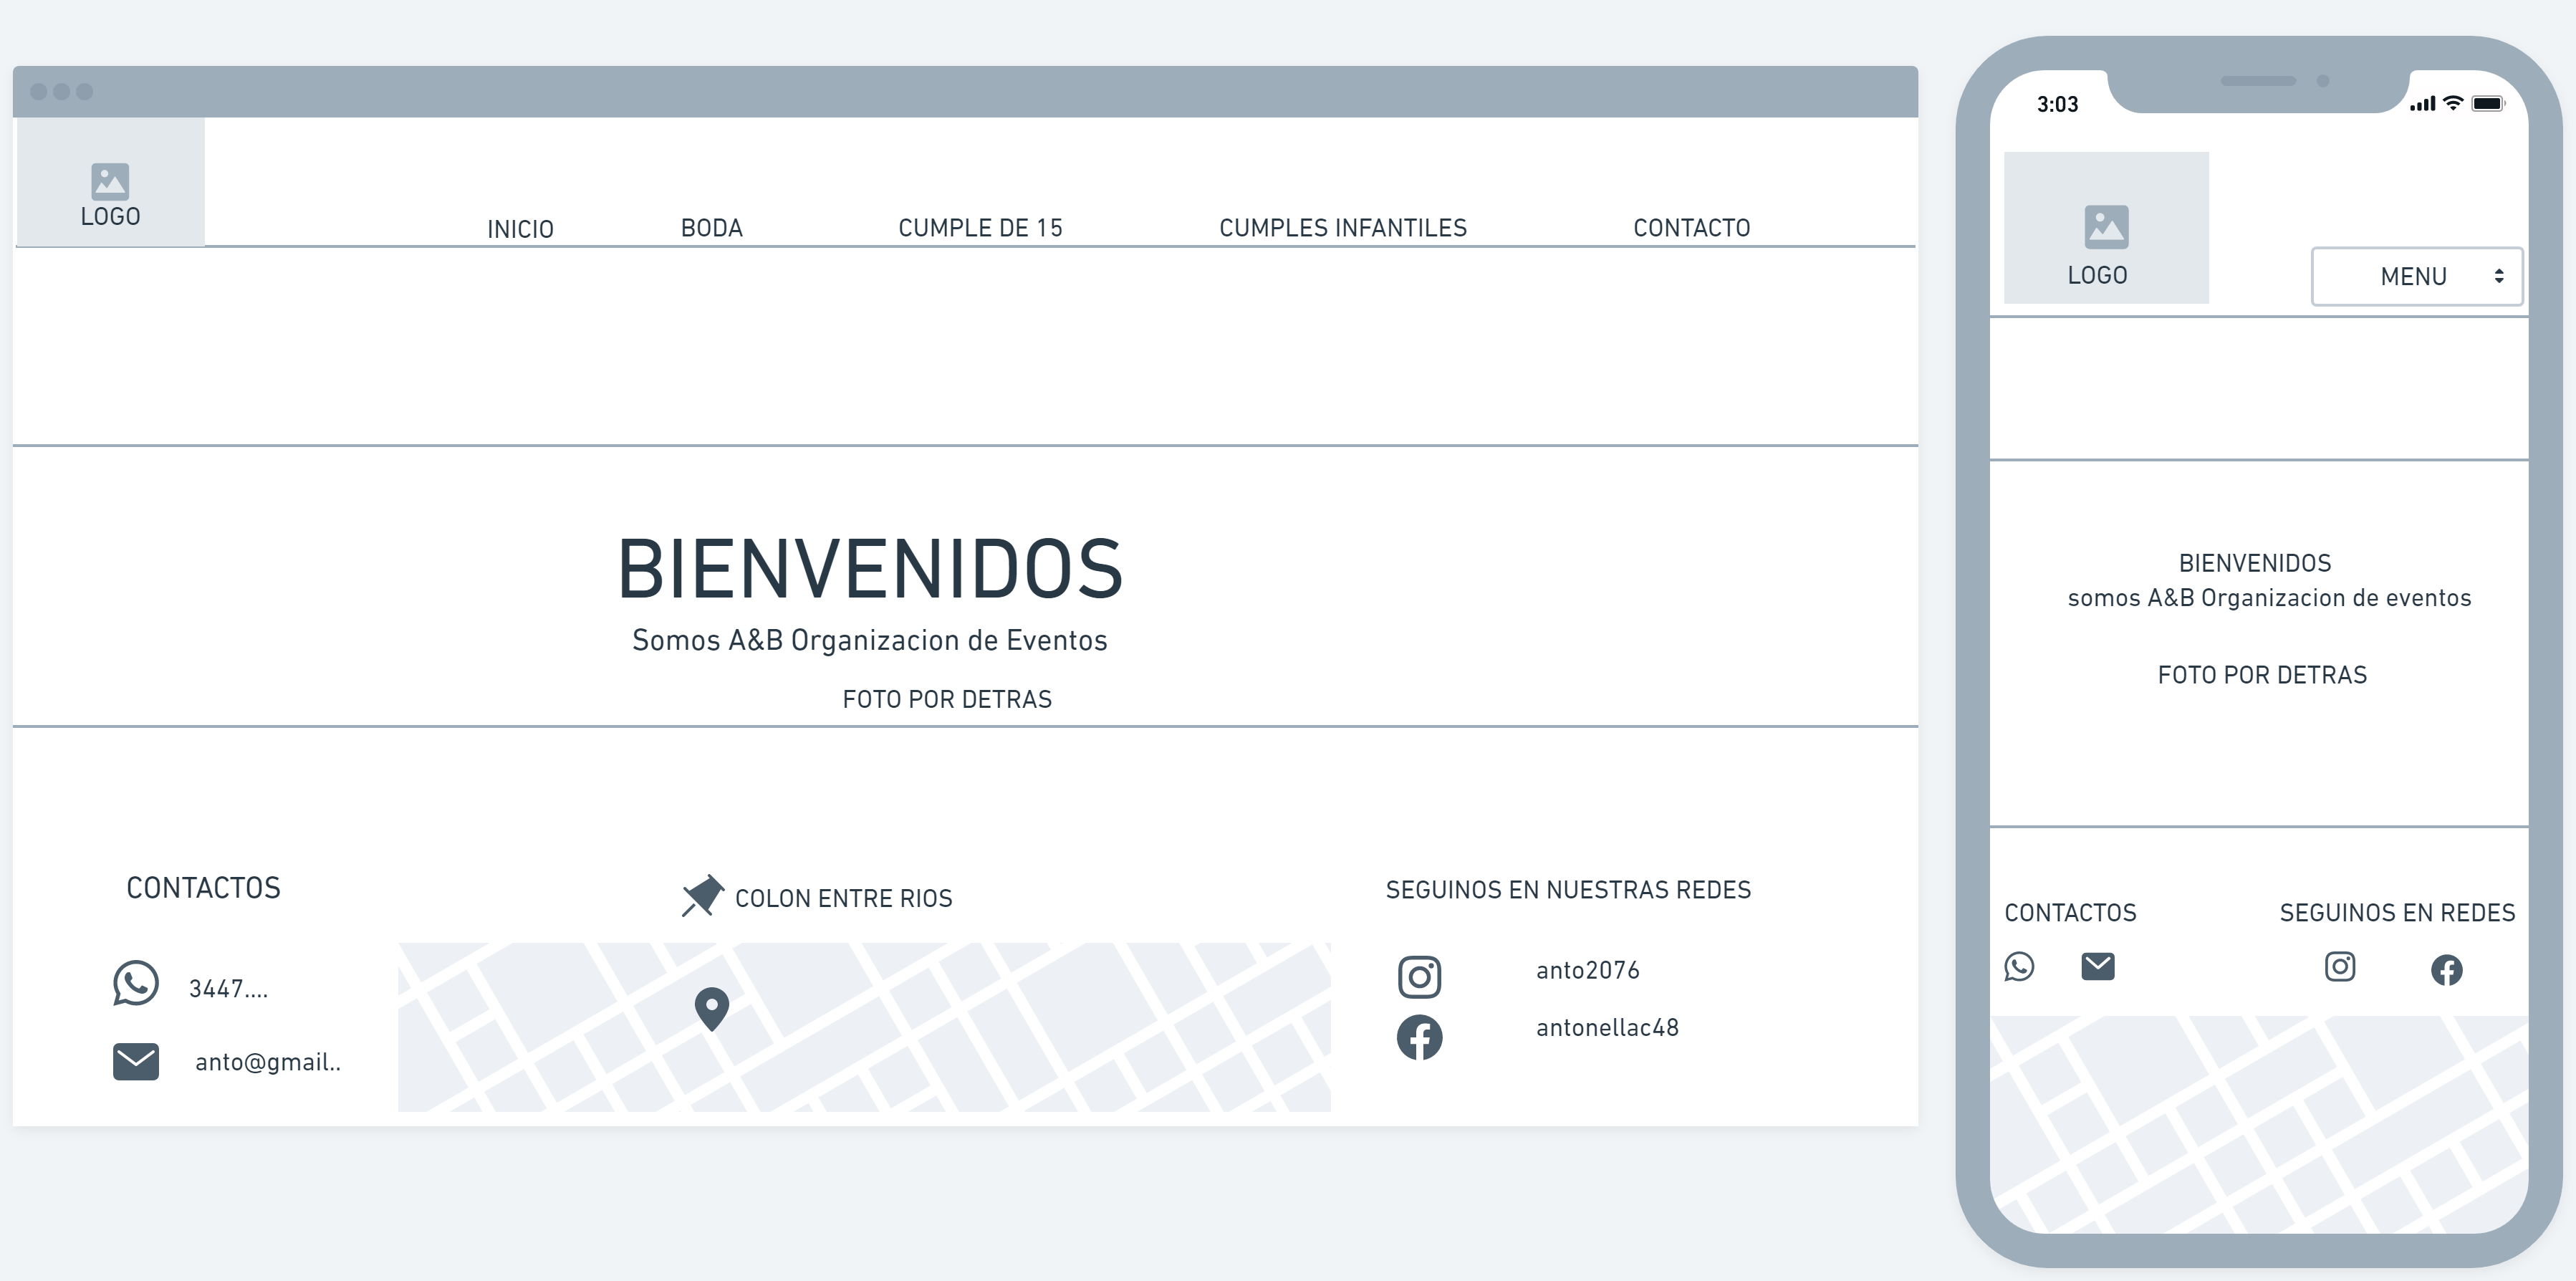 LOGO
INICIO
BODA
CUMPLE DE 15
CUMPLES INFANTILES
CONTACTO
BIENVENIDOS
Somos A&B Organizacion de Eventos
FOTO POR DETRAS
CONTACTOS
3447....
anto@gmail..
COLON ENTRE RIOS
SEGUINOS EN NUESTRAS REDES
anto2076
antonellac48
3:03
LOGO
MENU
BIENVENIDOS
somos A&B Organizacion de eventos
FOTO POR DETRAS
CONTACTOS
SEGUINOS EN REDES